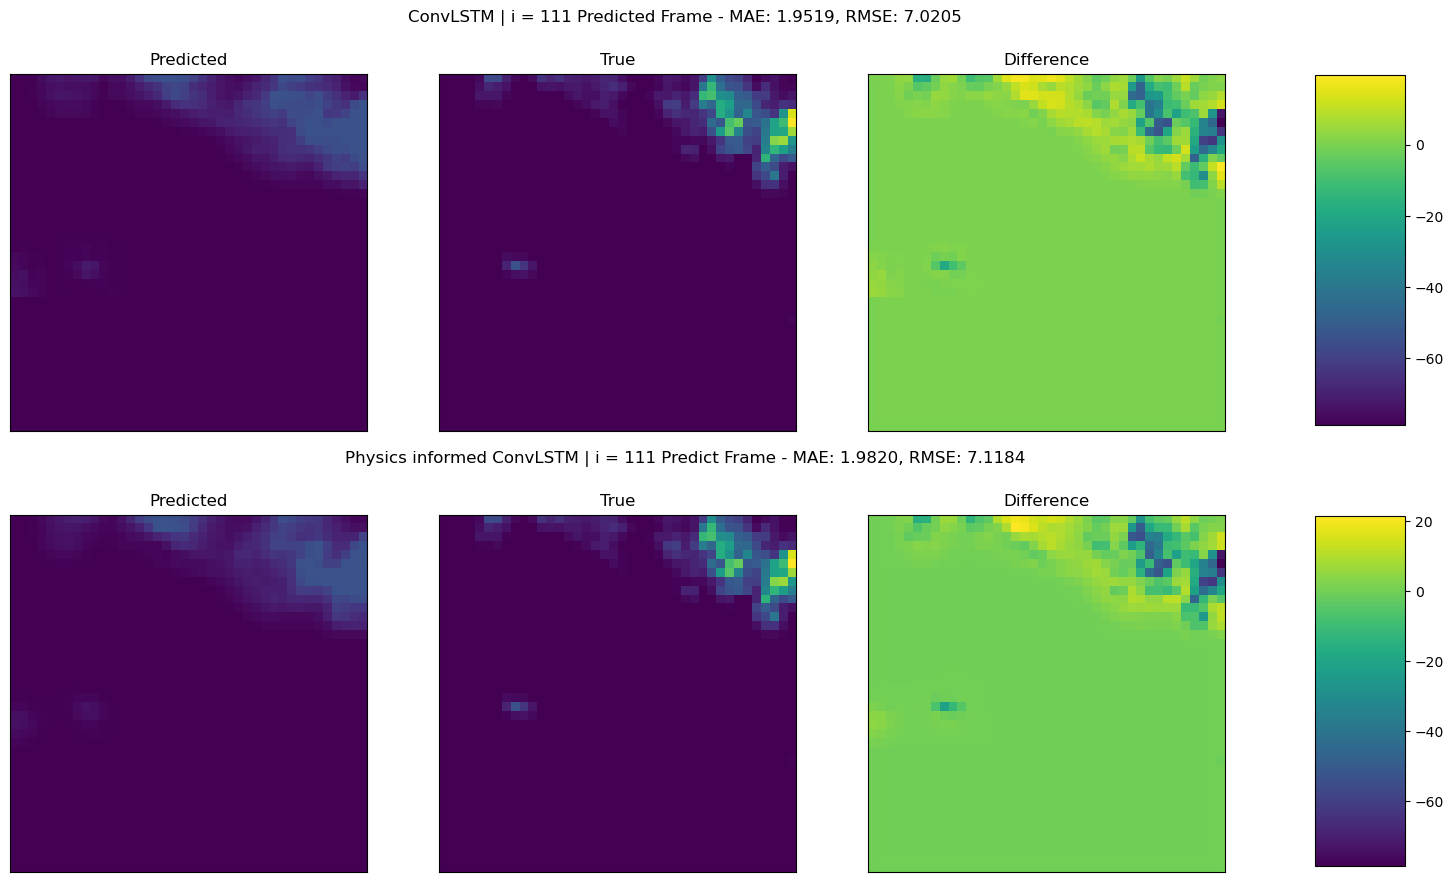 ConvLSTM | i = 111 Predicted Frame - MAE: 1.9519, RMSE: 7.0205
Predicted
True
Difference
0
−20
−40
−60
Physics informed ConvLSTM | i = 111 Predict Frame - MAE: 1.9820, RMSE: 7.1184
Predicted
True
Difference
20
0
−20
−40
−60